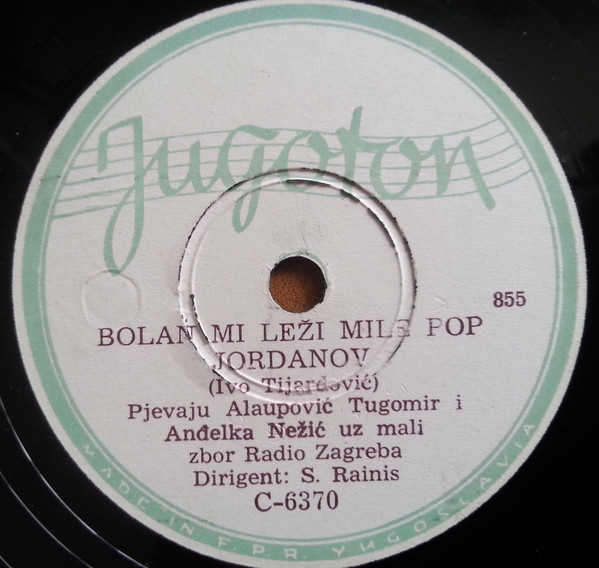 Jugoton
855
BOLAN MI LEŽI MILE POP
JORDANOV
(Ivo Tijardović)
Pjevaju Alaupović Tugomir i
Anđelka Nežić uz mali
zbor Radio Zagreba
Dirigent: S. Rainis
C-6370
MADE IN F. P. R. YUGOSLAVIA